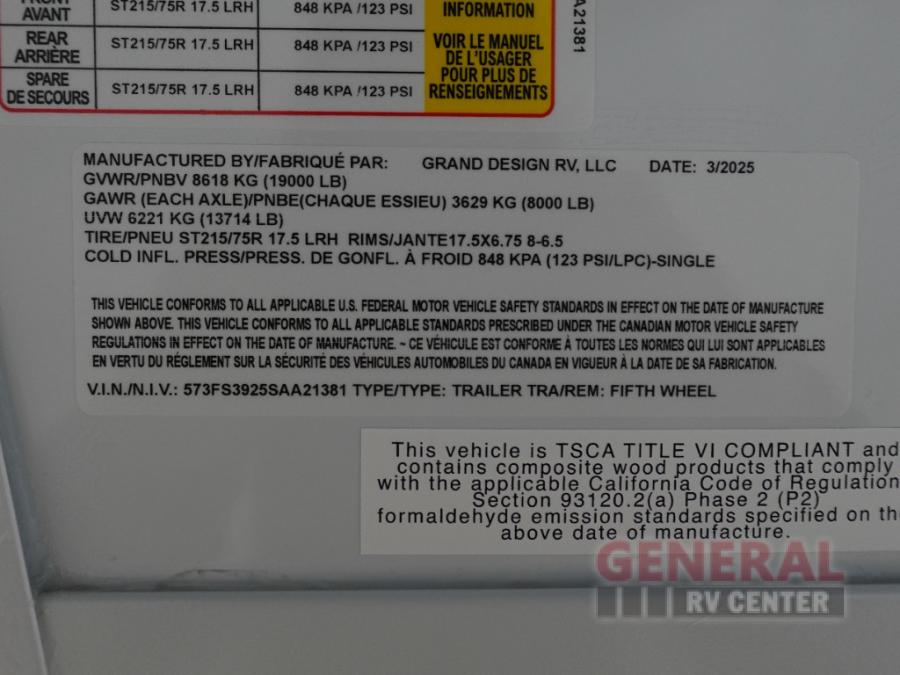 FRONT
AVANT ST215/75R 17.5 LRH 848 KPA /123 PSI
INFORMATION
REAR
ARRIÈRE ST215/75R 17.5 LRH 848 KPA /123 PSI
SPARE
DE SECOURS ST215/75R 17.5 LRH 848 KPA /123 PSI
VOIR LE MANUEL
DE L'USAGER
POUR PLUS DE
RENSEIGNEMENTS
A21381
MANUFACTURED BY/FABRIQUÉ PAR: GRAND DESIGN RV, LLC DATE: 3/2025
GVWR/PNBV 8618 KG (19000 LB)
GAWR (EACH AXLE)/PNBE(CHAQUE ESSIEU) 3629 KG (8000 LB)
UVW 6221 KG (13714 LB)
TIRE/PNEU ST215/75R 17.5 LRH RIMS/JANTE17.5X6.75 8-6.5
COLD INFL. PRESS/PRESS. DE GONFL. À FROID 848 KPA (123 PSI/LPC)-SINGLE
THIS VEHICLE CONFORMS TO ALL APPLICABLE U.S. FEDERAL MOTOR VEHICLE SAFETY STANDARDS IN EFFECT ON THE DATE OF MANUFACTURE
SHOWN ABOVE. THIS VEHICLE CONFORMS TO ALL APPLICABLE STANDARDS PRESCRIBED UNDER THE CANADIAN MOTOR VEHICLE SAFETY
REGULATIONS IN EFFECT ON THE DATE OF MANUFACTURE. ~ CE VÉHICULE EST CONFORME À TOUTES LES NORMES QUI LUI SONT APPLICABLES
EN VERTU DU RÉGLEMENT SUR LA SÉCURITÉ DES VÉHICULES AUTOMOBILES DU CANADA EN VIGUEUR À LA DATE DE SA FABRICATION.
V.I.N./N.I.V.: 573FS3925SAA21381 TYPE/TYPE: TRAILER TRA/REM: FIFTH WHEEL
This vehicle is TSCA TITLE VI COMPLIANT and
contains composite wood products that comply
with the applicable California Code of Regulation
Section 93120.2(a) Phase 2 (P2)
formaldehyde emission standards specified on th
above date of manufacture.
GENERAL
RV CENTER